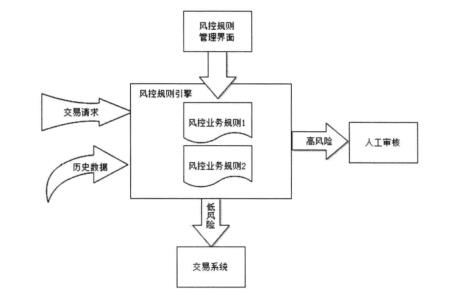 风控规则
管理界面
风控规则引擎
交易请求
风控业务规则1
高风险
人工审核
历史数据
风控业务规则2
低风险
交易系统